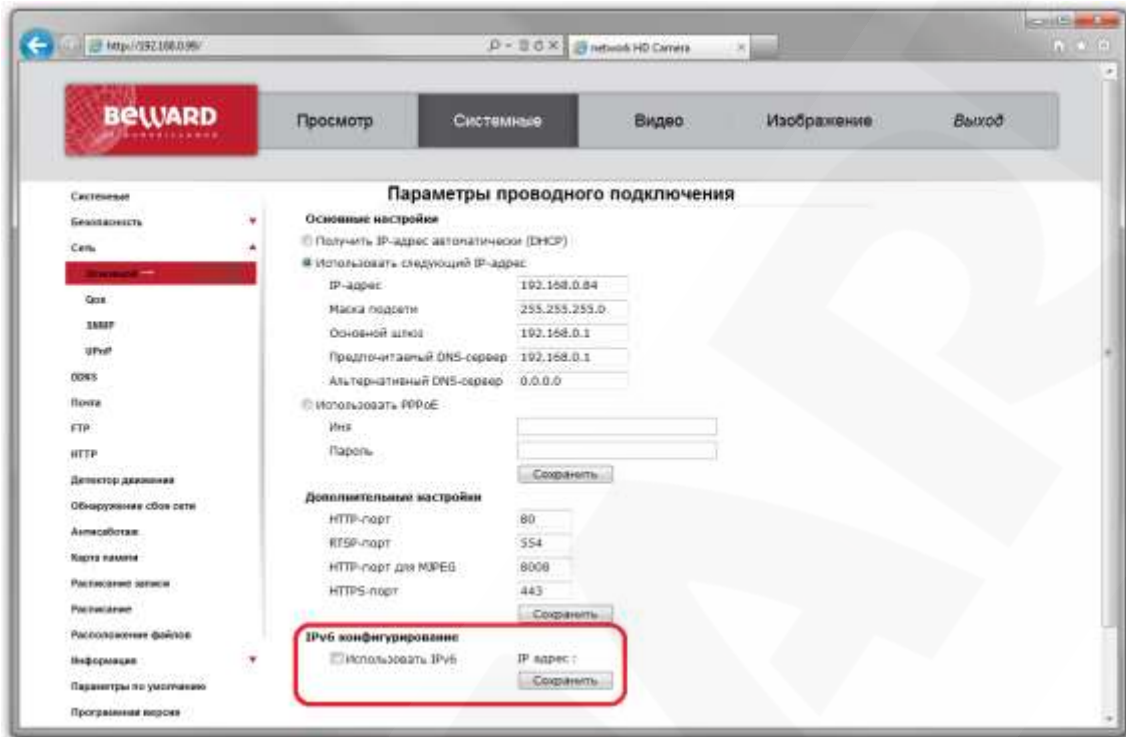 http://192.168.0.99/
network HD Camera
BEWARD
Просмотр
Системные
Видео
Изображение
Выход
Параметры проводного подключения
Системные
Безопасность
Сеть
Основной
Qos
SNMP
UPnP
DDNS
Почта
FTP
HTTP
Детектор движения
Обнаружение сбоя сети
Антисаботаж
Карта памяти
Расписание записи
Расписание
Расположение файлов
Информация
Параметры по умолчанию
Программная версия
Основные настройки
Получить IP-адрес автоматически (DHCP)
Использовать следующий IP-адрес
IP-адрес 192.168.0.84
Маска подсети 255.255.255.0
Основной шлюз 192.168.0.1
Предпочитаемый DNS-сервер 192.168.0.1
Альтернативный DNS-сервер 0.0.0.0
Использовать PPPoE
Имя
Пароль
Сохранить
Дополнительные настройки
HTTP-порт 80
RTSP-порт 554
HTTP-порт для MJPEG 8008
HTTPS-порт 443
Сохранить
IPv6 конфигурирование
Использовать IPv6 IP адрес :
Сохранить